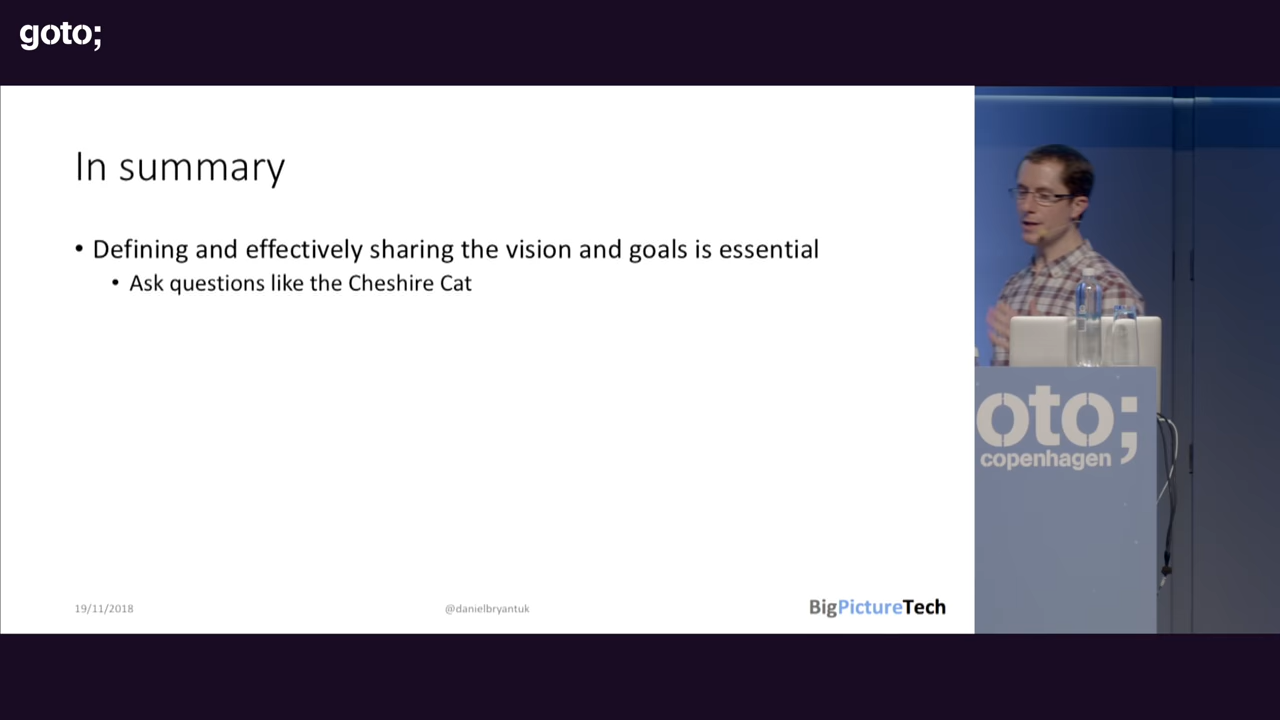 goto;
In summary
• Defining and effectively sharing the vision and goals is essential
• Ask questions like the Cheshire Cat
19/11/2018
@danielbryantuk
BigPictureTech
oto;
copenhagen